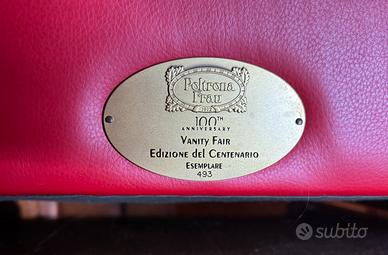 Poltrona
Frau
100TH
ANNIVERSARY
VANITY FAIR
EDIZIONE DEL CENTENARIO
ESEMPLARE
493
subito